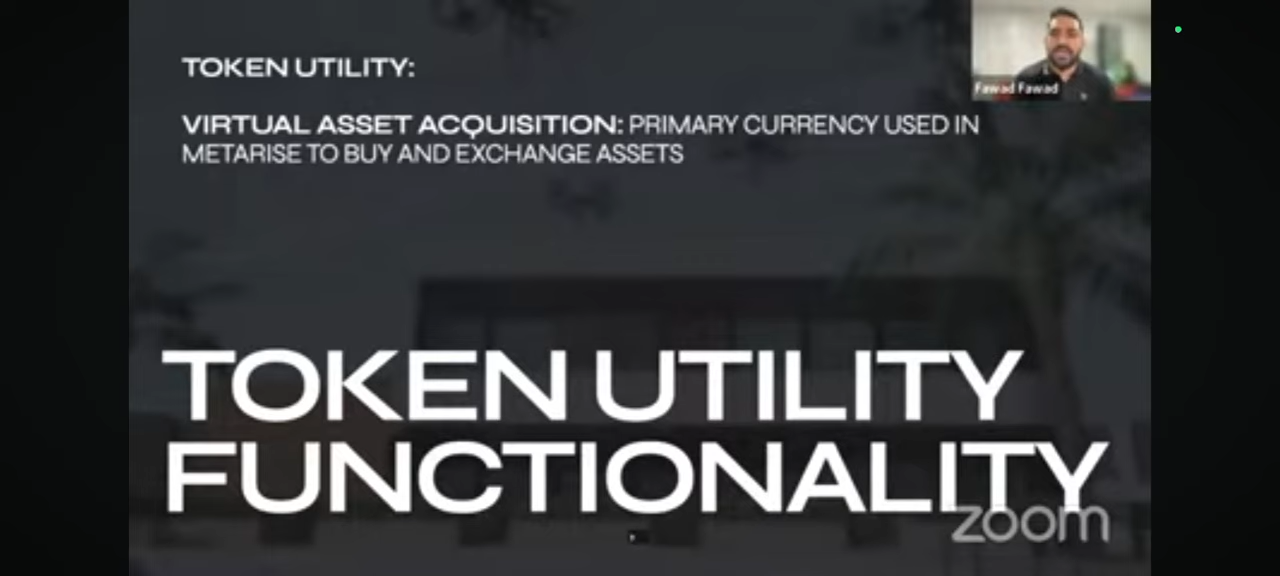 TOKEN UTILITY:
VIRTUAL ASSET ACQUISITION: PRIMARY CURRENCY USED IN
METARISE TO BUY AND EXCHANGE ASSETS
Fawad Fawad
TOKEN UTILITY
FUNCTIONALITY
zoom